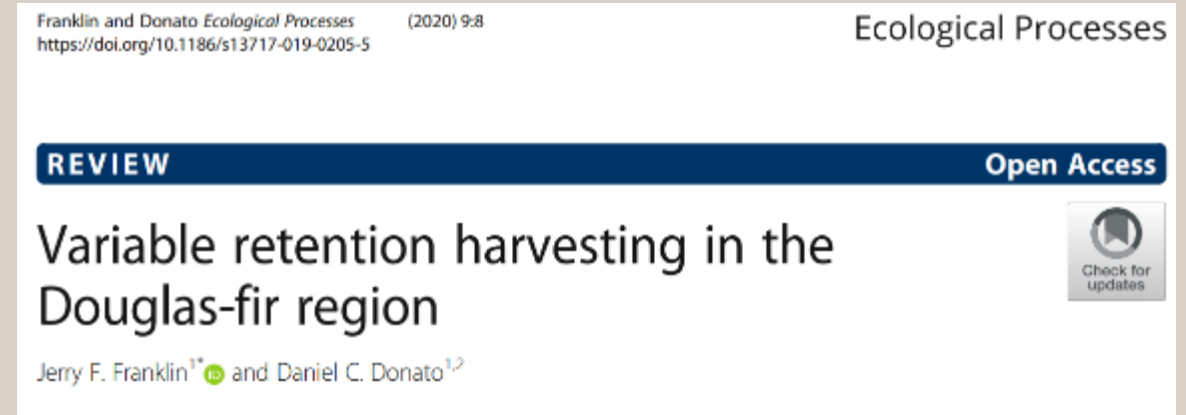 Franklin and Donato Ecological Processes (2020) 9:8
https://doi.org/10.1186/s13717-019-0205-5
Ecological Processes
REVIEW
Open Access
Variable retention harvesting in the
Douglas-fir region
Check for
updates
Jerry F. Franklin1* iD and Daniel C. Donato1,2